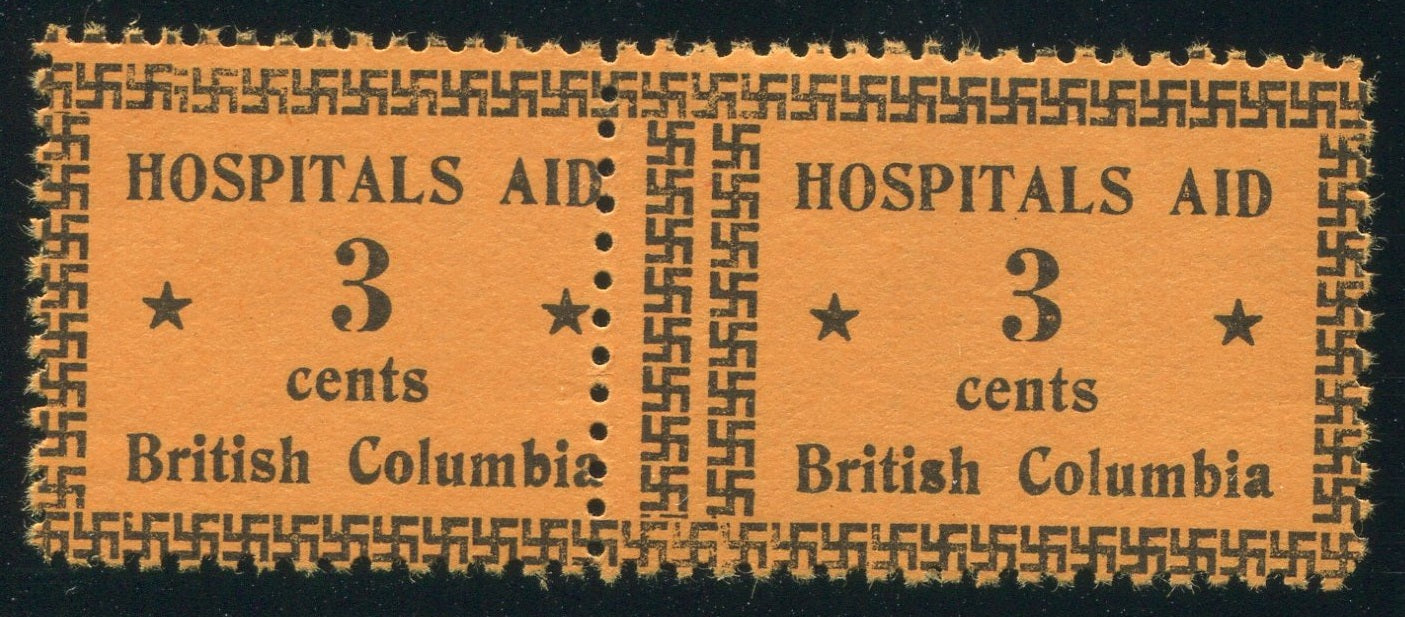 HOSPITALS AID
3
cents
British Columbia
HOSPITALS AID
3
cents
British Columbia